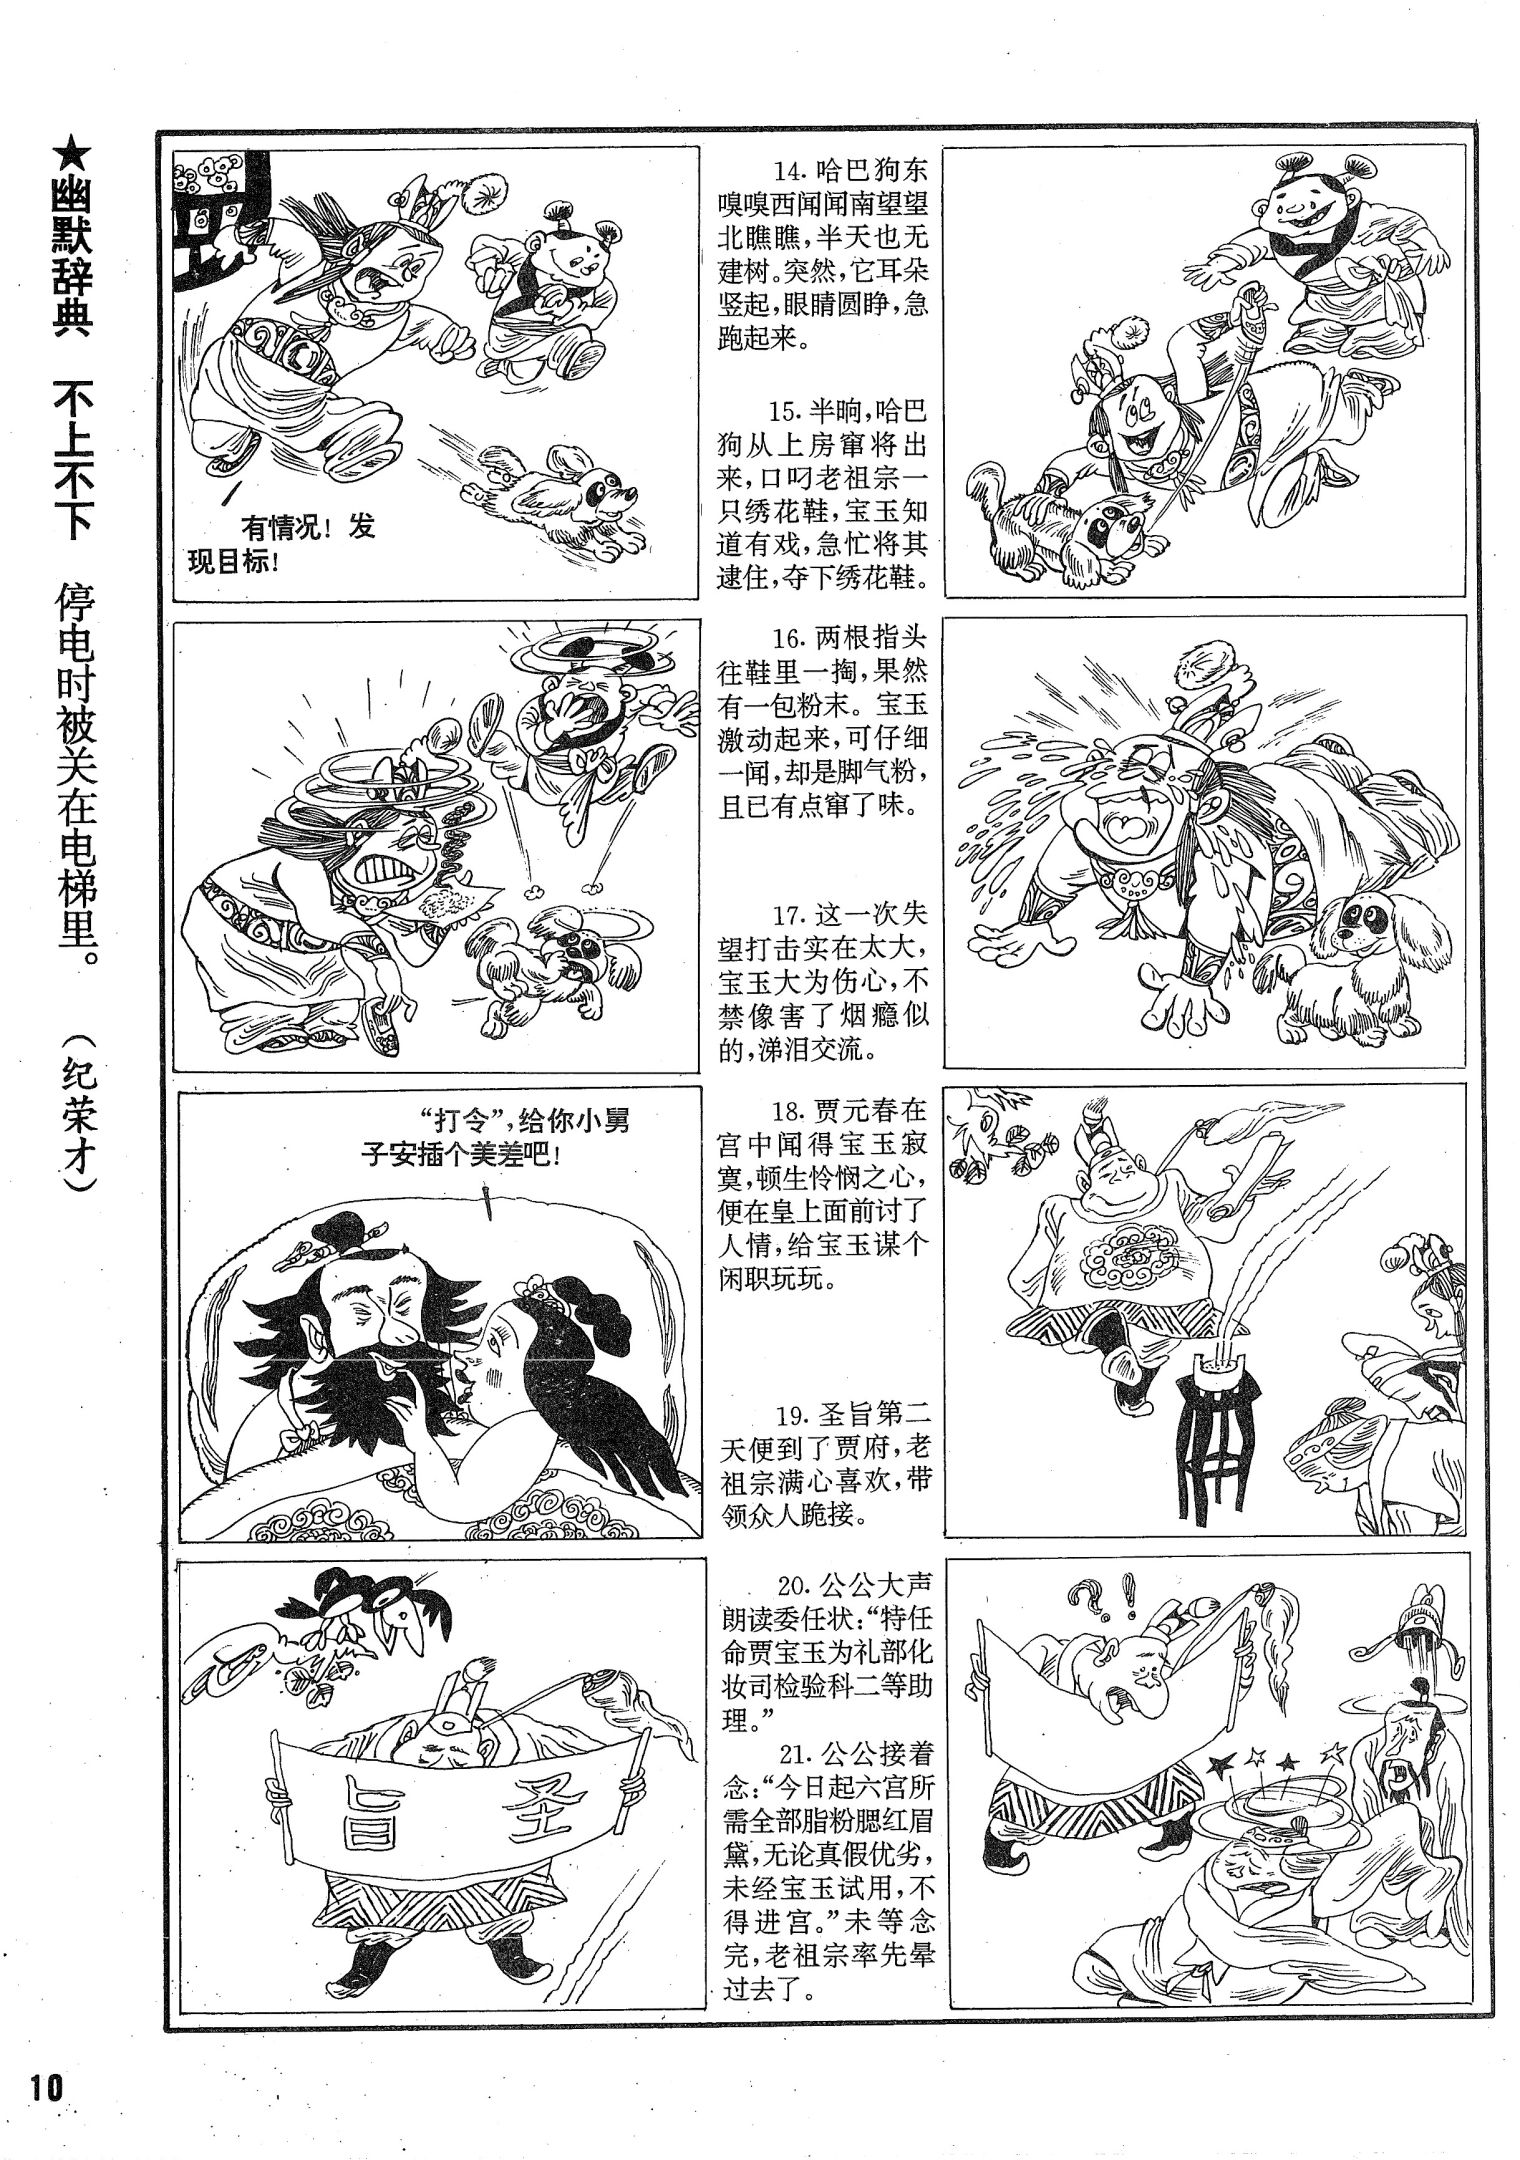 ★幽默辞典 不上不下 停电时被关在电梯里。 (纪荣才)
有情况！发
现目标！
14. 哈巴狗东
嗅嗅西闻闻南望望
北瞧瞧，半天也无
建树。突然，它耳朵
竖起，眼睛圆睁，急
跑起来。
15. 半晌，哈巴
狗从上房窜将出
来，口叼老祖宗一
只绣花鞋，宝玉知
道有戏，急忙将其
逮住，夺下绣花鞋。
16. 两根指头
往鞋里一掏，果然
有一包粉末。宝玉
激动起来，可仔细
一闻，却是脚气粉，
且已有点窜了味。
17. 这一次失
望打击实在太大，
宝玉大为伤心，不
禁像害了烟瘾似
的，涕泪交流。
“打令”，给你小舅
子安插个美差吧！
18. 贾元春在
宫中闻得宝玉寂
寞，顿生怜悯之心，
便在皇上面前讨了
人情，给宝玉谋个
闲职玩玩。
19. 圣旨第二
天便到了贾府，老
祖宗满心喜欢，带
领众人跪接。
圣旨
20. 公公大声
朗读委任状：“特任
命贾宝玉为礼部化
妆司检验科二等助
理。”
21. 公公接着
念：“今日起六宫所
需全部脂粉腮红眉
黛，无论真假优劣，
未经宝玉试用，不
得进宫。”未等念
完，老祖宗率先晕
过去了。
?!
10